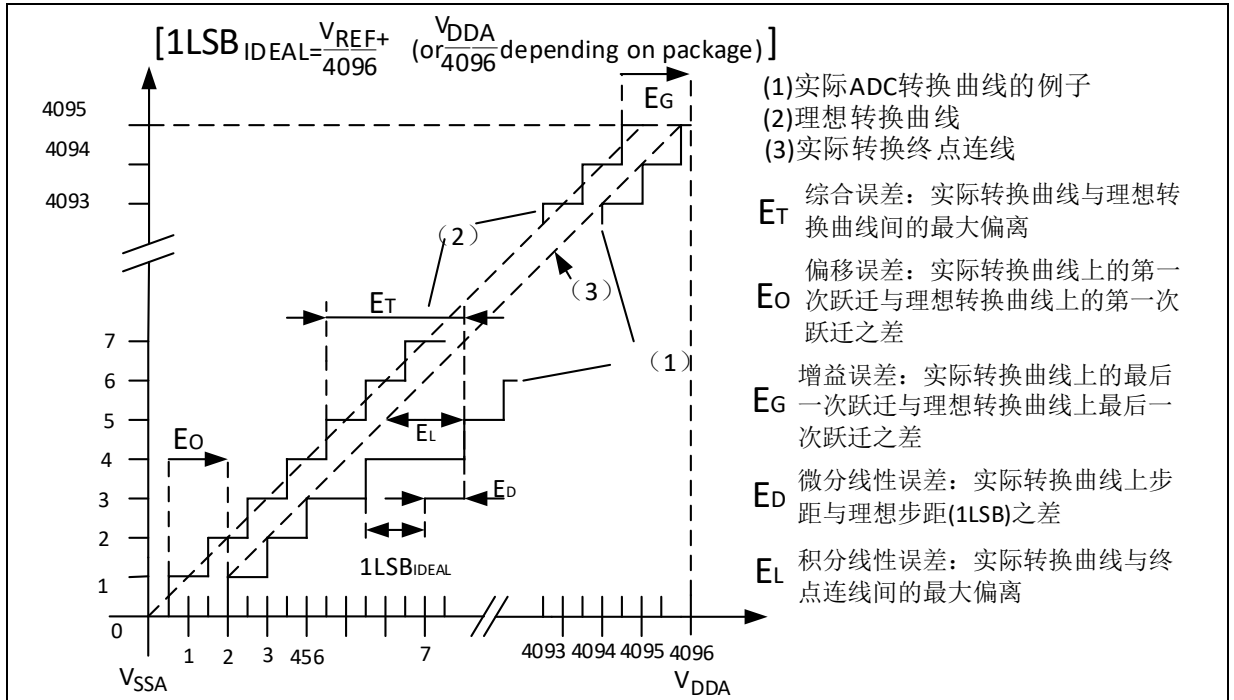 [1LSB IDEAL=VREF+/4096 (or VDDA/4096 depending on package)]
EG
(1)实际ADC转换曲线的例子
(2)理想转换曲线
(3)实际转换终点连线
ET 综合误差：实际转换曲线与理想转
换曲线间的最大偏离
EO 偏移误差：实际转换曲线上的第一
次跃迁与理想转换曲线上的第一次
跃迁之差
EG 增益误差：实际转换曲线上的最后
一次跃迁与理想转换曲线上最后一
次跃迁之差
ED 微分线性误差：实际转换曲线上步
距与理想步距(1LSB)之差
EL 积分线性误差：实际转换曲线与终
点连线间的最大偏离
4095
4094
4093
（2）
（3）
ET
7
（1）
6
5
EL
EO
4
3
ED
2
1LSBIDEAL
1
0
1 2 3 456 7 4093 4094 4095 4096
VSSA VDDA